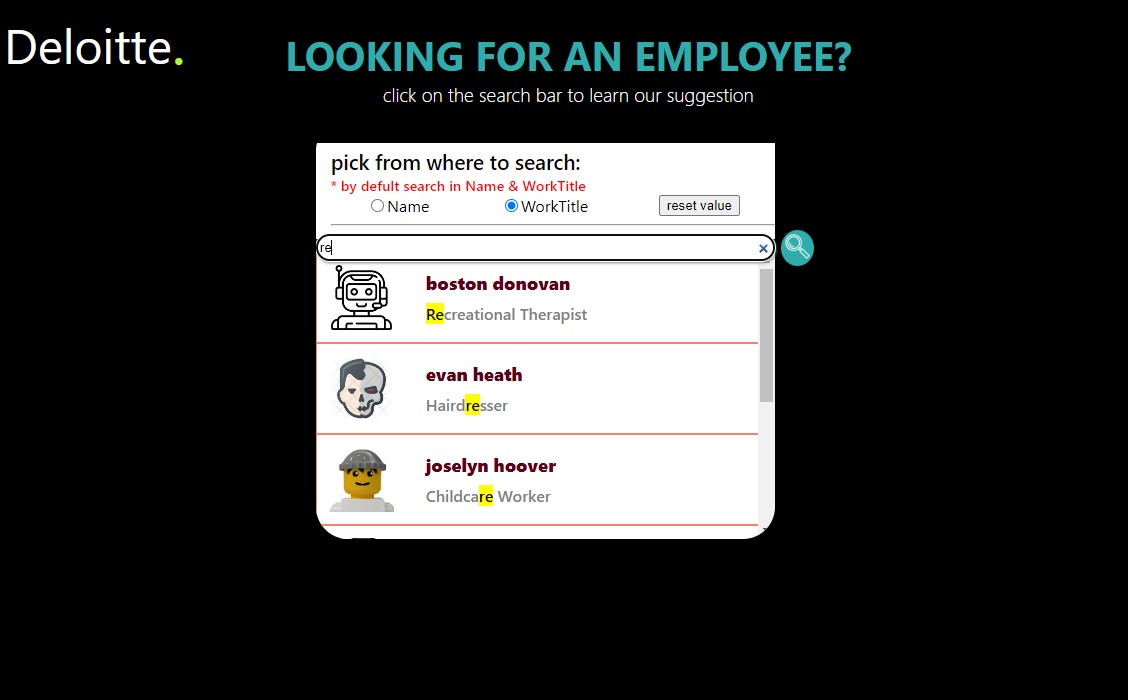 Deloitte.
LOOKING FOR AN EMPLOYEE?
click on the search bar to learn our suggestion
pick from where to search:
* by defult search in Name & WorkTitle
Name WorkTitle reset value
re ×
boston donovan
Recreational Therapist
evan heath
Hairdresser
joselyn hoover
Childcare Worker